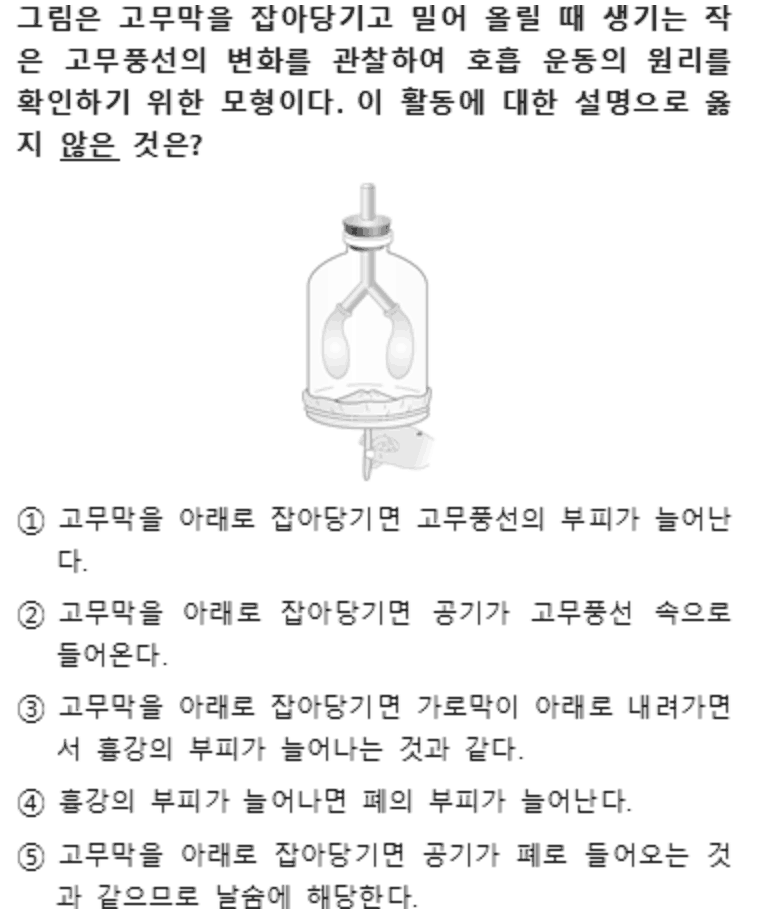 그림은 고무막을 잡아당기고 밀어 올릴 때 생기는 작
은 고무풍선의 변화를 관찰하여 호흡 운동의 원리를
확인하기 위한 모형이다. 이 활동에 대한 설명으로 옳
지 않은 것은?
① 고무막을 아래로 잡아당기면 고무풍선의 부피가 늘어난
다.
② 고무막을 아래로 잡아당기면 공기가 고무풍선 속으로
들어온다.
③ 고무막을 아래로 잡아당기면 가로막이 아래로 내려가면
서 흉강의 부피가 늘어나는 것과 같다.
④ 흉강의 부피가 늘어나면 폐의 부피가 늘어난다.
⑤ 고무막을 아래로 잡아당기면 공기가 폐로 들어오는 것
과 같으므로 날숨에 해당한다.